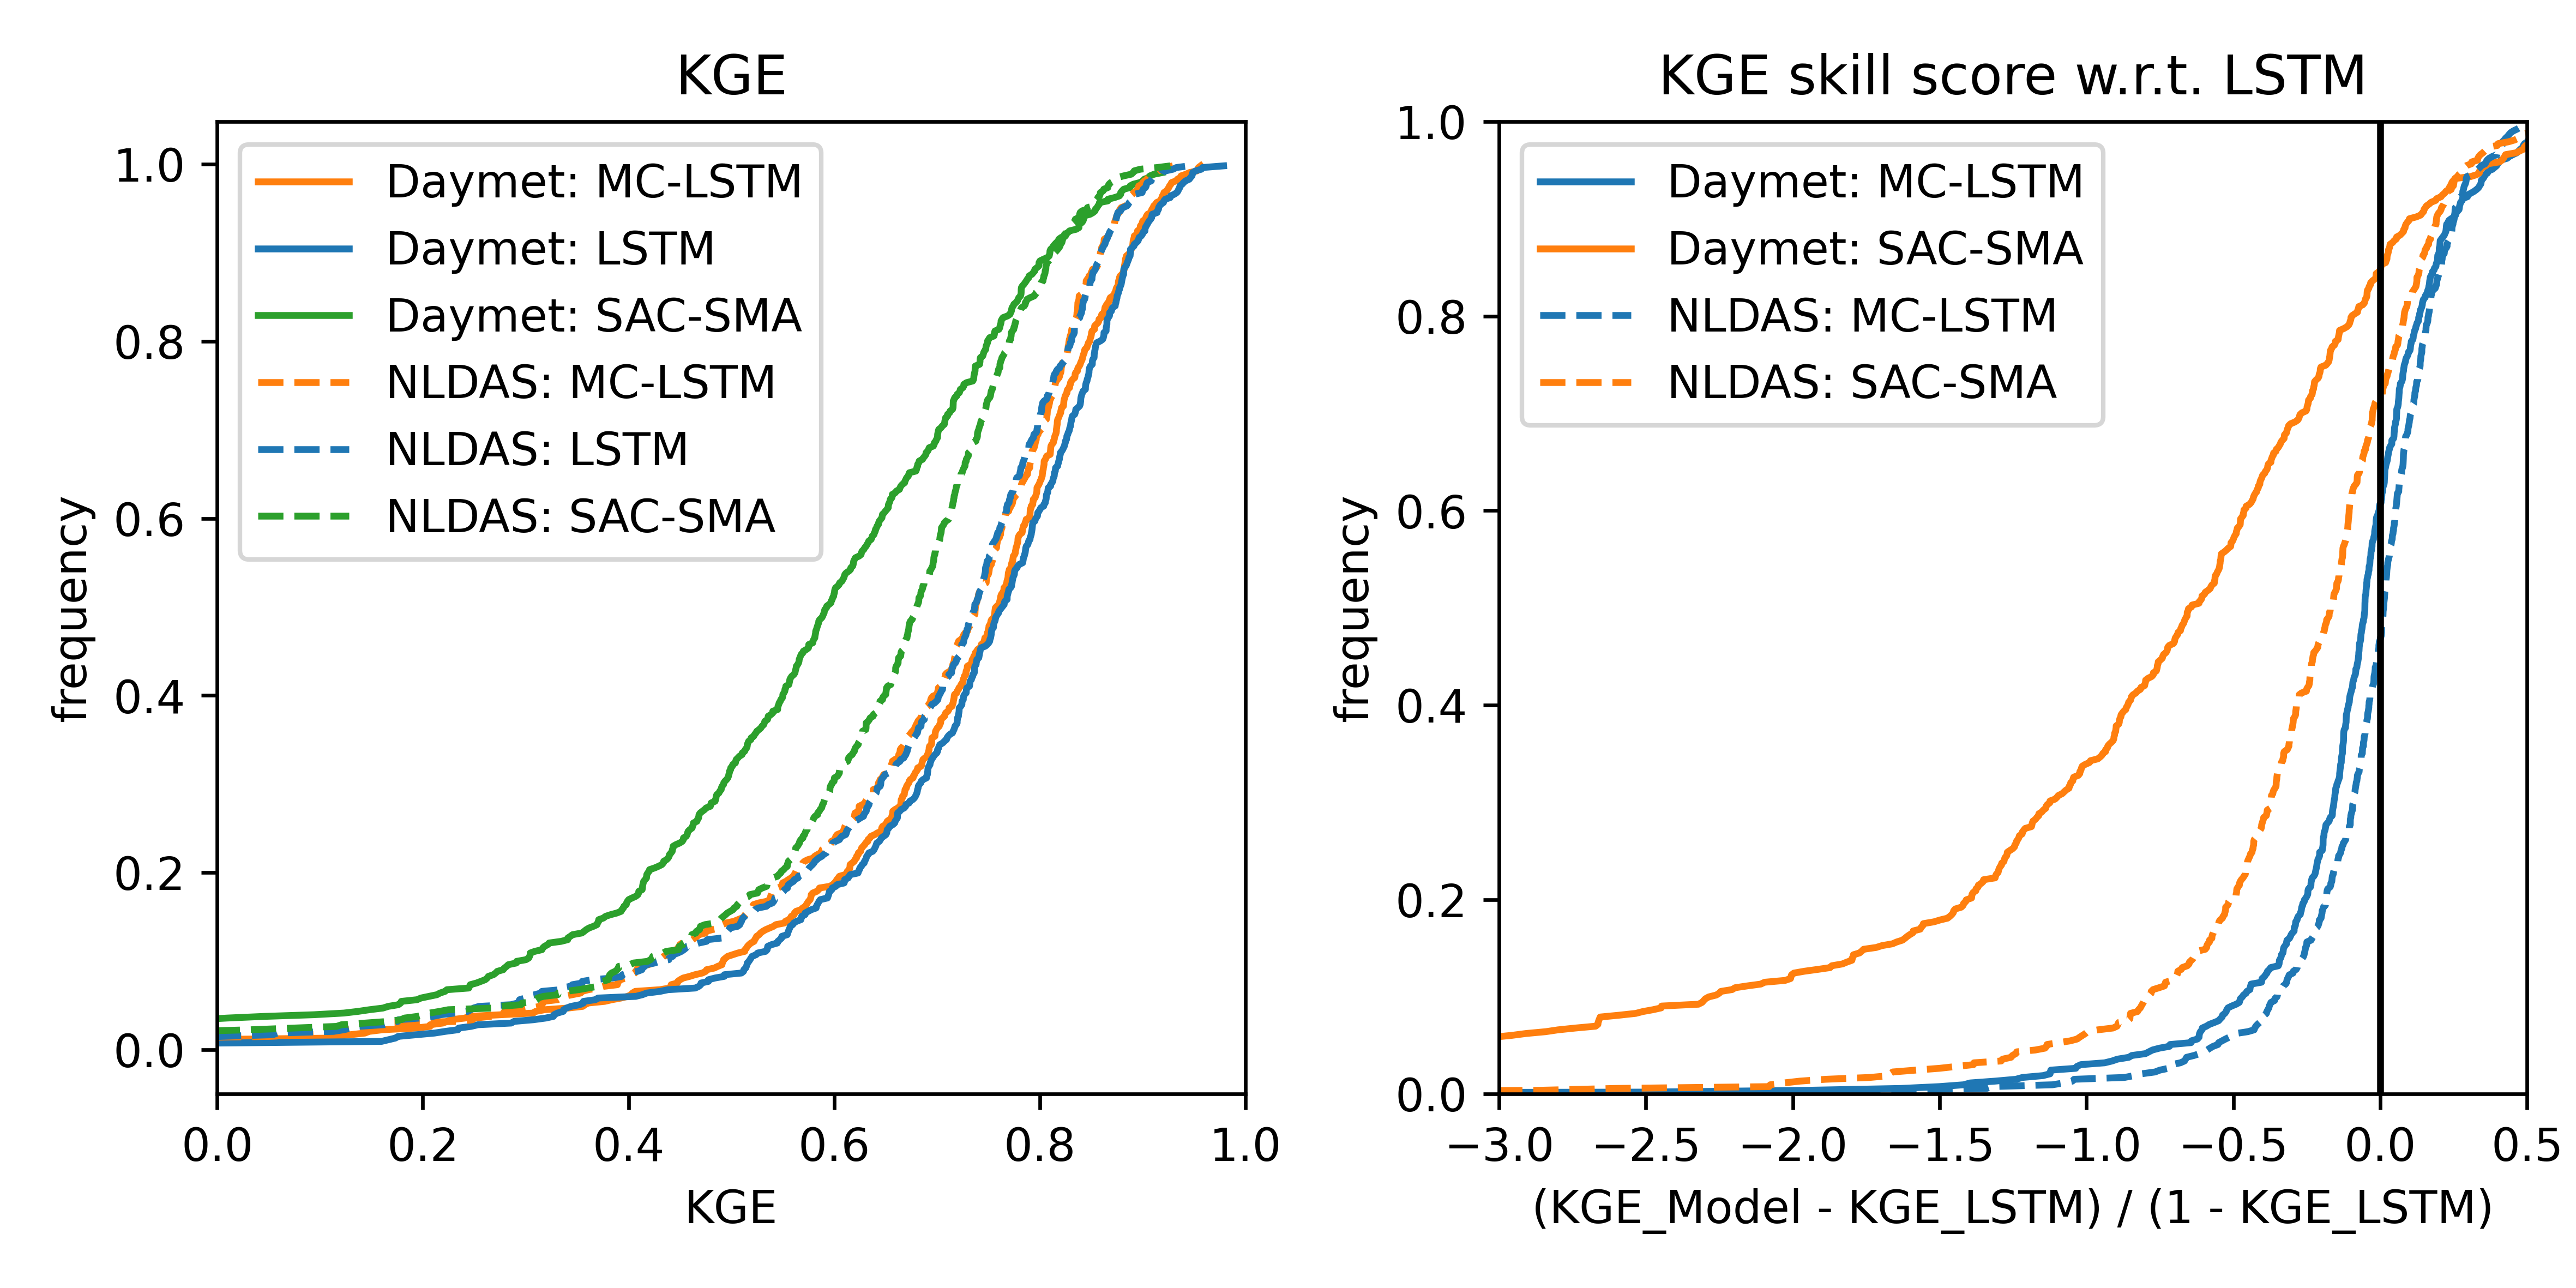 KGE
Daymet: MC-LSTM
Daymet: LSTM
Daymet: SAC-SMA
NLDAS: MC-LSTM
NLDAS: LSTM
NLDAS: SAC-SMA
frequency
1.0
0.8
0.6
0.4
0.2
0.0
0.0 0.2 0.4 0.6 0.8 1.0
KGE
KGE skill score w.r.t. LSTM
Daymet: MC-LSTM
Daymet: SAC-SMA
NLDAS: MC-LSTM
NLDAS: SAC-SMA
frequency
1.0
0.8
0.6
0.4
0.2
0.0
−3.0 −2.5 −2.0 −1.5 −1.0 −0.5 0.0 0.5
(KGE_Model - KGE_LSTM) / (1 - KGE_LSTM)